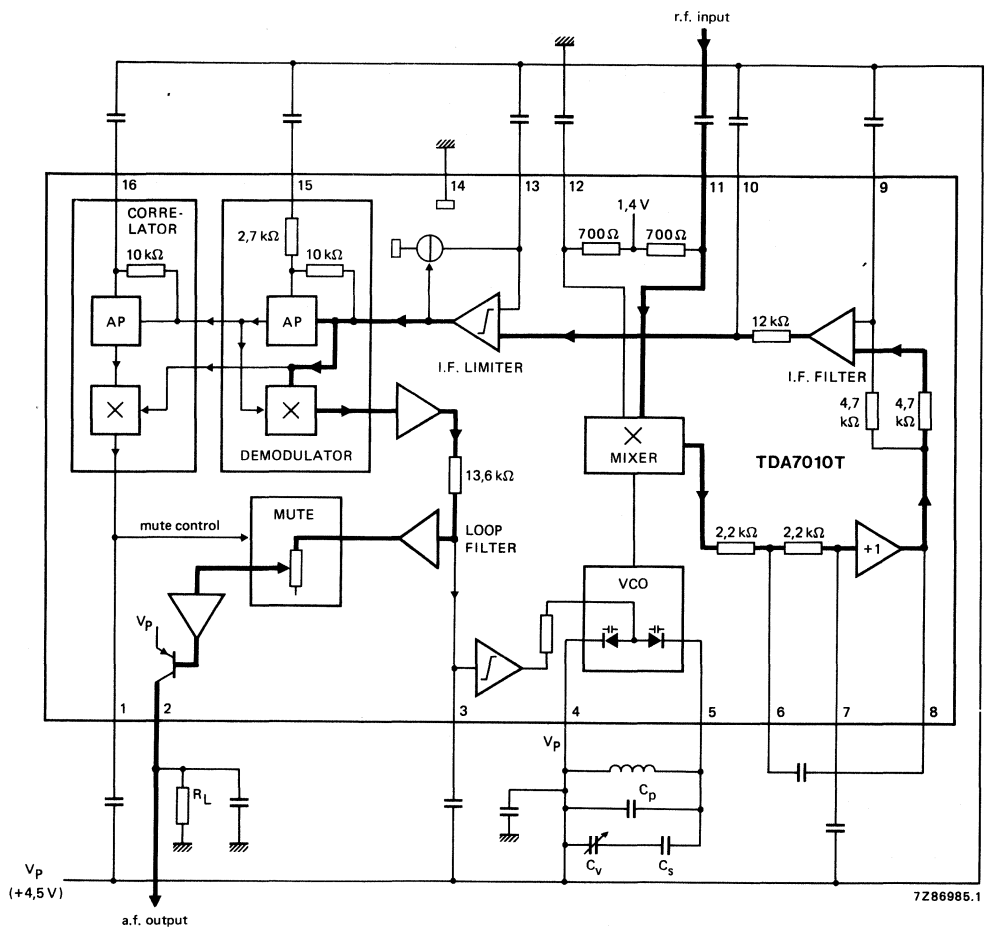 r.f. input
16
15
14
13
12
11
10
9
CORRE-
LATOR
2,7 kΩ
10 kΩ
10 kΩ
1,4 V
700 Ω
700 Ω
AP
AP
12 kΩ
I.F. LIMITER
I.F. FILTER
4,7
kΩ
4,7
kΩ
DEMODULATOR
MIXER
TDA7010T
13,6 kΩ
mute control
MUTE
LOOP
FILTER
2,2 kΩ
2,2 kΩ
+1
VCO
Vp
1
2
3
4
5
6
7
8
Vp
RL
Cp
Cv
Cs
Vp
(+4,5 V)
7Z86985.1
a.f. output